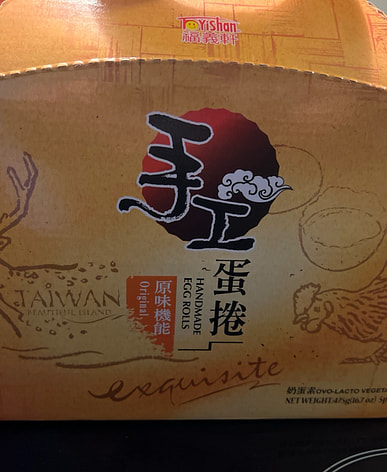 Yishan
福義軒
手工
蛋捲
HANDMADE
EGG ROLLS
原味機能
Original
TAIWAN
BEAUTIFUL ISLAND
exquisite
奶蛋素OVO-LACTO VEGETA
NET WEIGHT:475g(16.7oz)